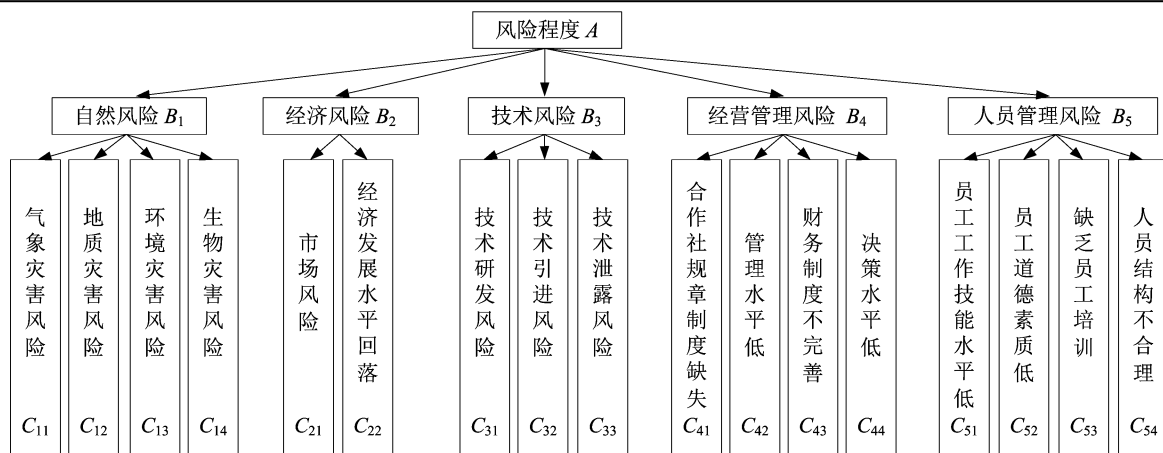 风险程度 A
自然风险 B₁
经济风险 B₂
技术风险 B₃
经营管理风险 B₄
人员管理风险 B₅
气象灾害风险 C₁₁
地质灾害风险 C₁₂
环境灾害风险 C₁₃
生物灾害风险 C₁₄
市场风险 C₂₁
经济发展水平回落 C₂₂
技术研发风险 C₃₁
技术引进风险 C₃₂
技术泄露风险 C₃₃
合作社规章制度缺失 C₄₁
管理水平低 C₄₂
财务制度不完善 C₄₃
决策水平低 C₄₄
员工工作技能水平低 C₅₁
员工道德素质低 C₅₂
缺乏员工培训 C₅₃
人员结构不合理 C₅₄